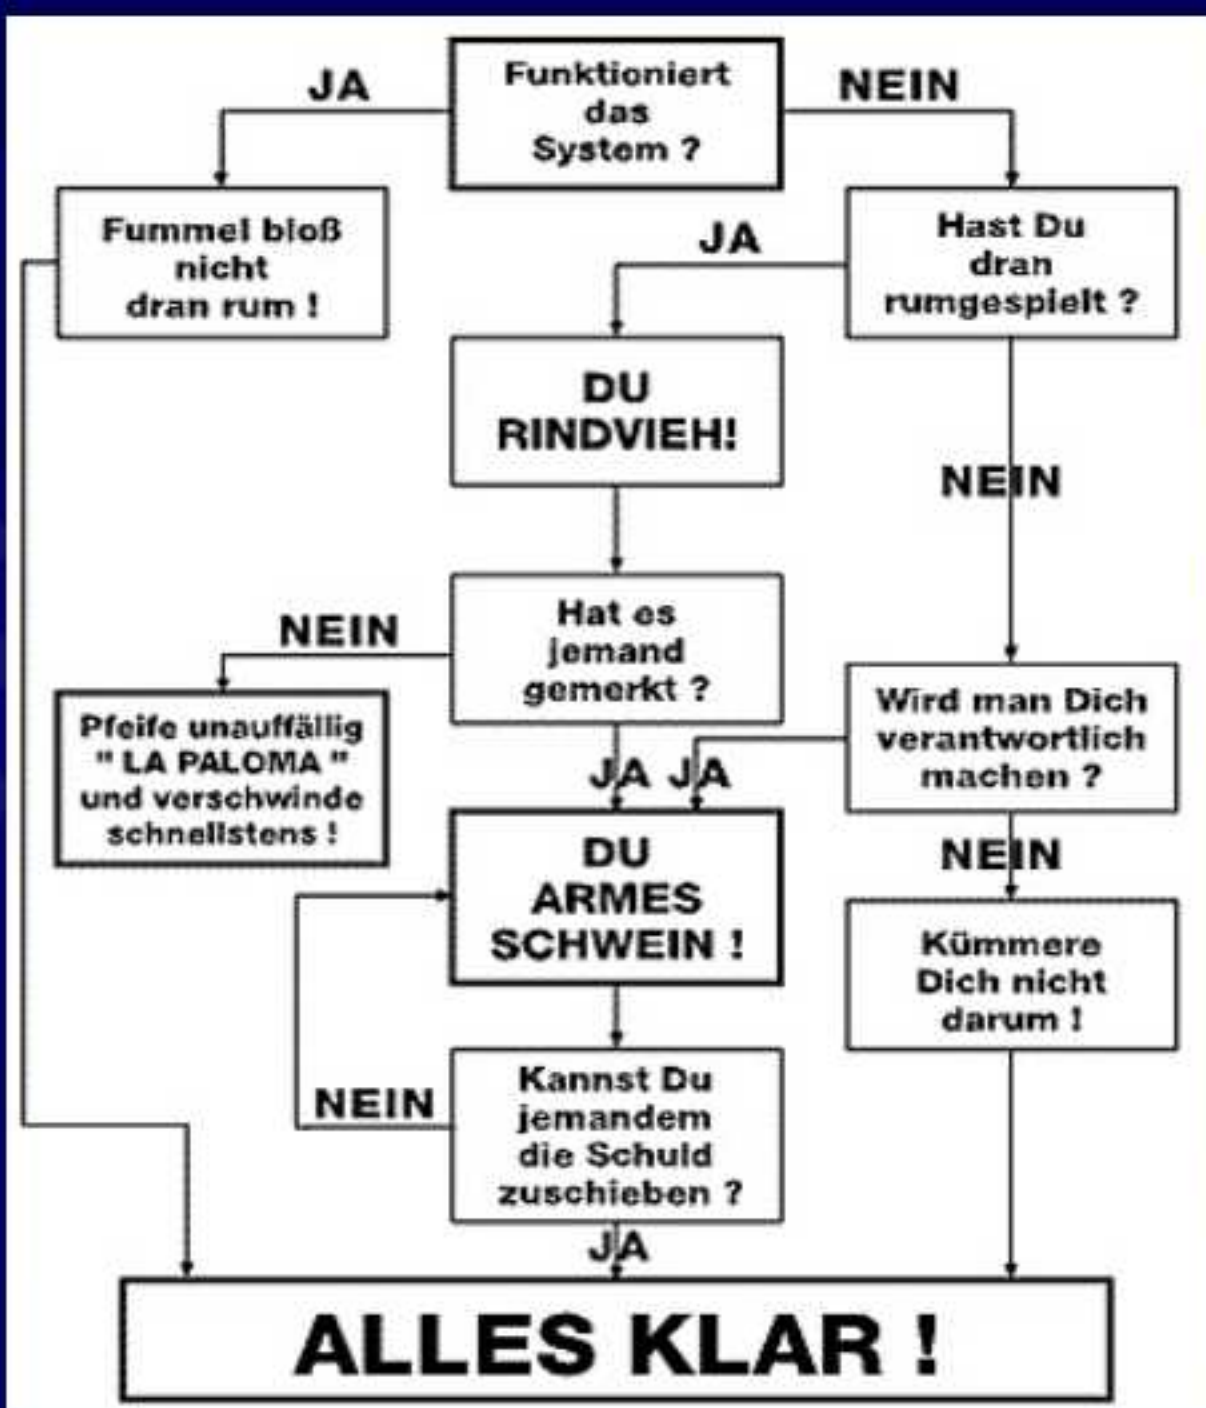 JA
Funktioniert
das
System ?
NEIN
Fummel bloß
nicht
dran rum !
JA
Hast Du
dran
rumgespielt ?
DU
RINDVIEH!
NEIN
Hat es
jemand
gemerkt ?
NEIN
Pfeife unauffällig
" LA PALOMA "
und verschwinde
schnellstens !
Wird man Dich
verantwortlich
machen ?
JA JA
DU
ARMES
SCHWEIN !
NEIN
Kümmere
Dich nicht
darum !
NEIN
Kannst Du
jemandem
die Schuld
zuschieben ?
JA
ALLES KLAR !